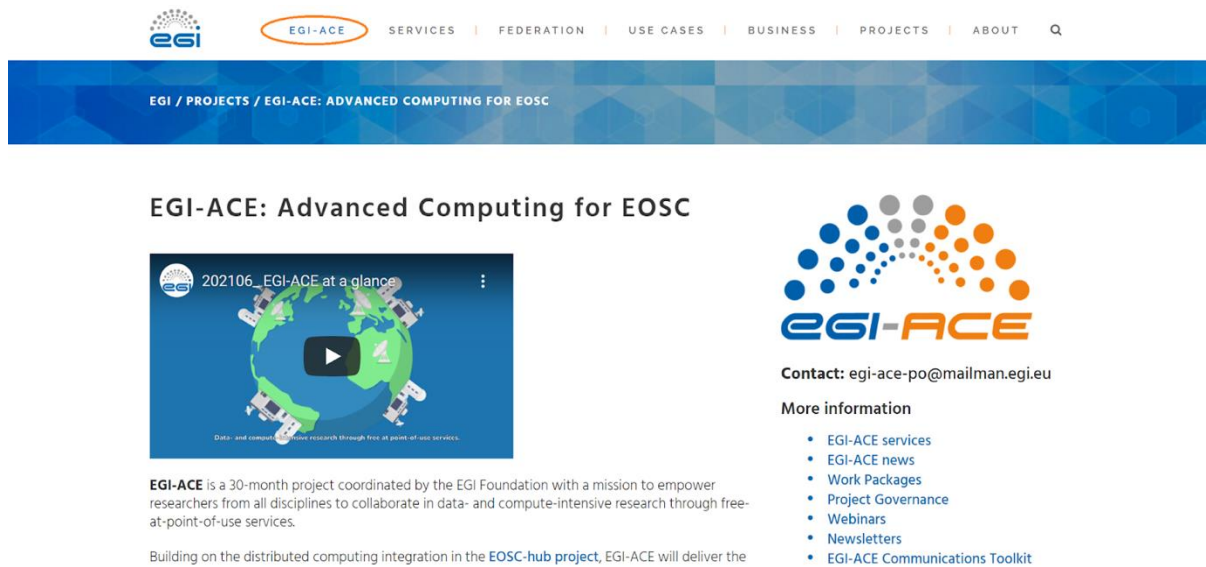 egi
EGI-ACE SERVICES | FEDERATION | USE CASES | BUSINESS | PROJECTS | ABOUT
EGI / PROJECTS / EGI-ACE: ADVANCED COMPUTING FOR EOSC
EGI-ACE: Advanced Computing for EOSC
egi
202106_ EGI-ACE at a glance
Data- and compute-intensive research through free at point-of-use services.
EGI-ACE is a 30-month project coordinated by the EGI Foundation with a mission to empower
researchers from all disciplines to collaborate in data- and compute-intensive research through free-
at-point-of-use services.
Building on the distributed computing integration in the EOSC-hub project, EGI-ACE will deliver the
egi-ACE
Contact: egi-ace-po@mailman.egi.eu
More information
• EGI-ACE services
• EGI-ACE news
• Work Packages
• Project Governance
• Webinars
• Newsletters
• EGI-ACE Communications Toolkit